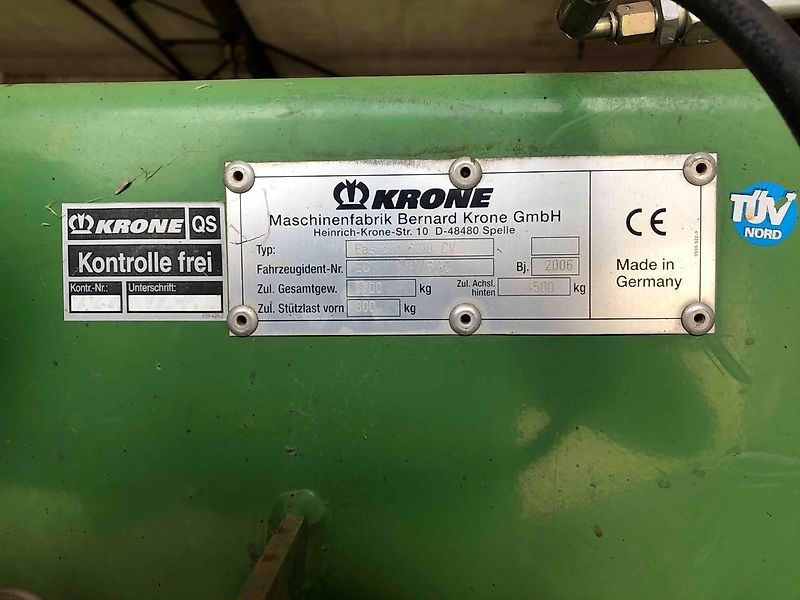 KRONE QS
Kontrolle frei
Kontr.-Nr.: Unterschrift:
KRONE
Maschinenfabrik Bernard Krone GmbH
Heinrich-Krone-Str. 10 D-48480 Spelle
Typ: CV
Fahrzeugident-Nr. Bj. 2006
Zul. Gesamtgew. kg Zul. Achsl. hinten kg
Zul. Stützlast vorn kg
CE
Made in
Germany
TÜV
NORD